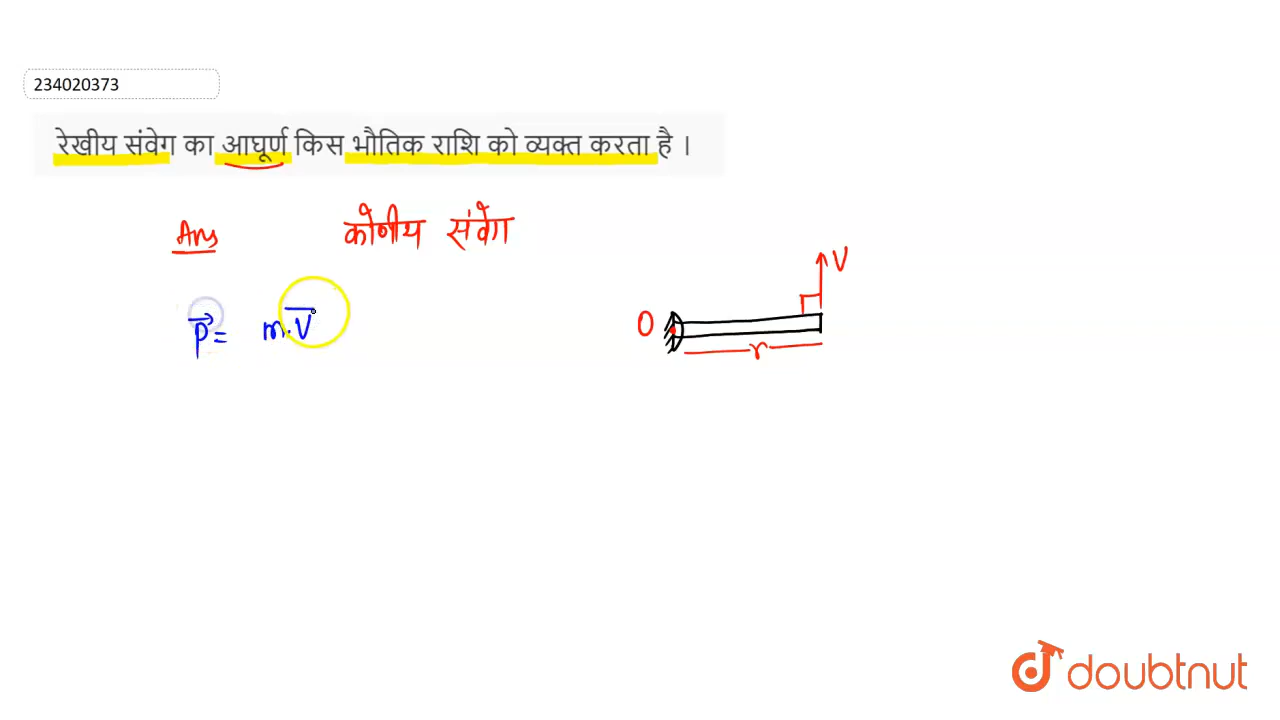 234020373
रेखीय संवेग का आघूर्ण किस भौतिक राशि को व्यक्त करता है ।
Ans कोणीय संवेग
V
P⃗ = m.V⃗
O
r
doubtnut